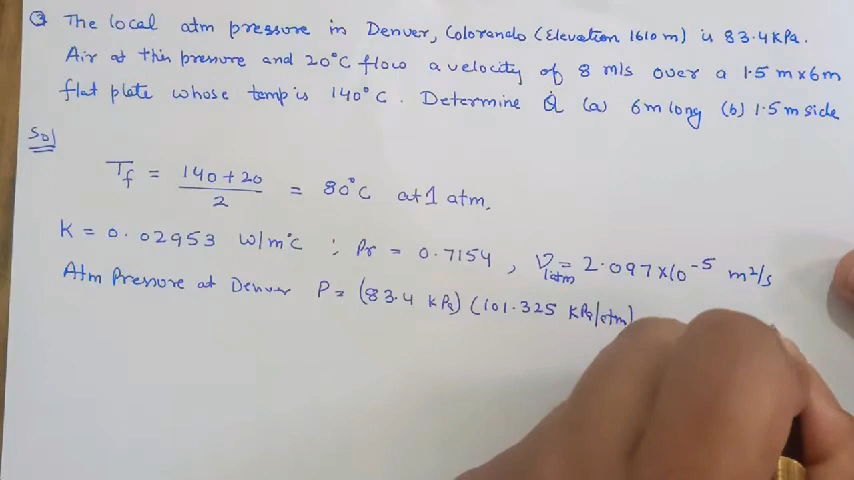 ③ The local atm pressure in Denver, Colorando (Elevation 1610 m) is 83.4 kPa.
Air at this pressure and 20°C flow a velocity of 8 m/s over a 1.5 m x 6m
flat plate whose temp is 140°C. Determine Q̇ (a) 6m long (b) 1.5 m side
Sol
Tf = (140 + 20)/2 = 80°C at 1 atm.
K = 0.02953 W/m°C ; Pr = 0.7154, ν1atm = 2.097 × 10⁻⁵ m²/s
Atm Pressure at Denver P = (83.4 kPa) (101.325 kPa/atm)